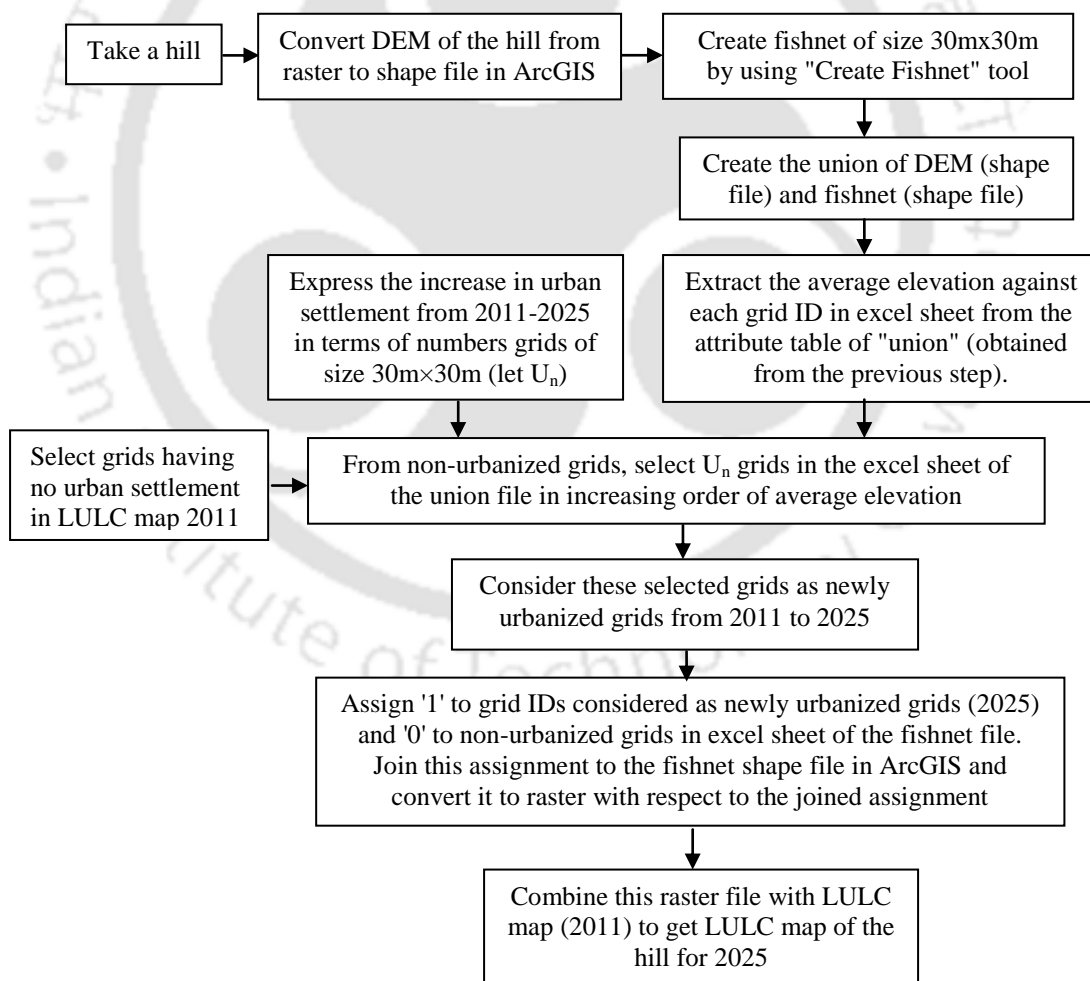 Take a hill
Convert DEM of the hill from
raster to shape file in ArcGIS
Create fishnet of size 30mx30m
by using "Create Fishnet" tool
Create the union of DEM (shape
file) and fishnet (shape file)
Express the increase in urban
settlement from 2011-2025
in terms of numbers grids of
size 30m×30m (let Uₙ)
Extract the average elevation against
each grid ID in excel sheet from the
attribute table of "union" (obtained
from the previous step).
Select grids having
no urban settlement
in LULC map 2011
From non-urbanized grids, select Uₙ grids in the excel sheet of
the union file in increasing order of average elevation
Consider these selected grids as newly
urbanized grids from 2011 to 2025
Assign '1' to grid IDs considered as newly urbanized grids (2025)
and '0' to non-urbanized grids in excel sheet of the fishnet file.
Join this assignment to the fishnet shape file in ArcGIS and
convert it to raster with respect to the joined assignment
Combine this raster file with LULC
map (2011) to get LULC map of the
hill for 2025
Indian
of